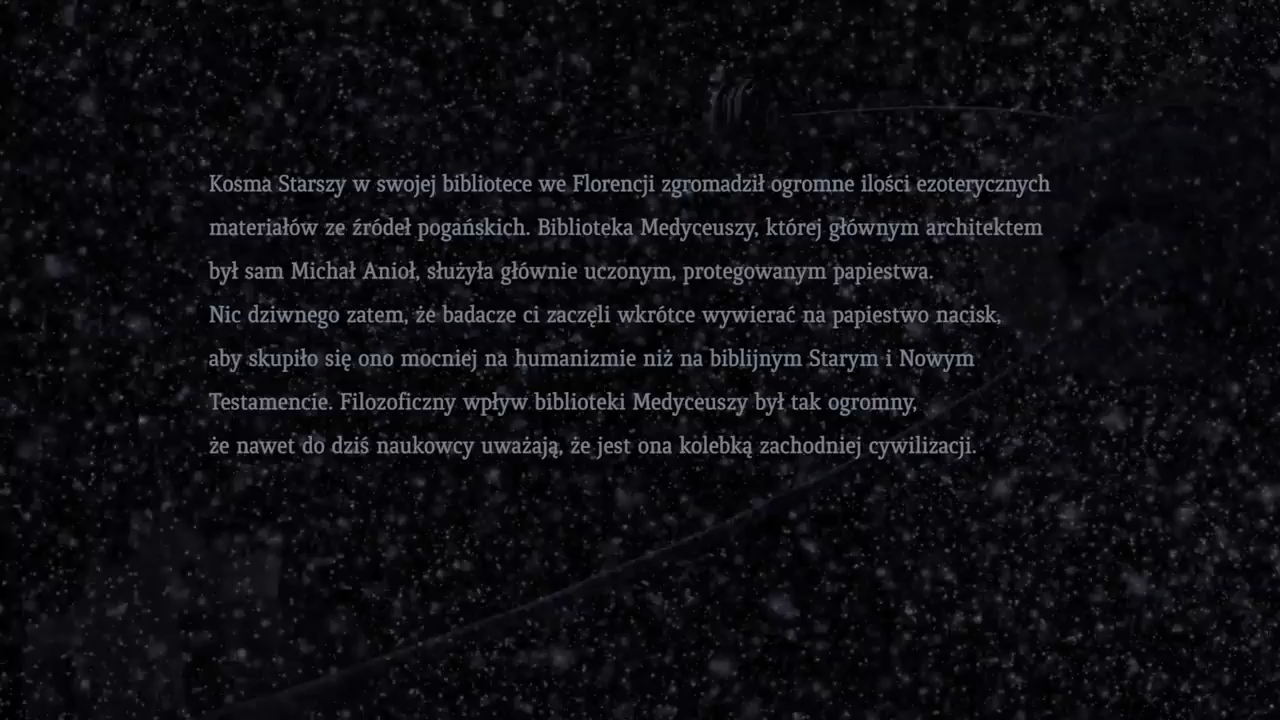 Kosma Starszy w swojej bibliotece we Florencji zgromadził ogromne ilości ezoterycznych
materiałów ze źródeł pogańskich. Biblioteka Medyceuszy, której głównym architektem
był sam Michał Anioł, służyła głównie uczonym, protegowanym papiestwa.
Nic dziwnego zatem, że badacze ci zaczęli wkrótce wywierać na papiestwo nacisk,
aby skupiło się ono mocniej na humanizmie niż na biblijnym Starym i Nowym
Testamencie. Filozoficzny wpływ biblioteki Medyceuszy był tak ogromny,
że nawet do dziś naukowcy uważają, że jest ona kolebką zachodniej cywilizacji.